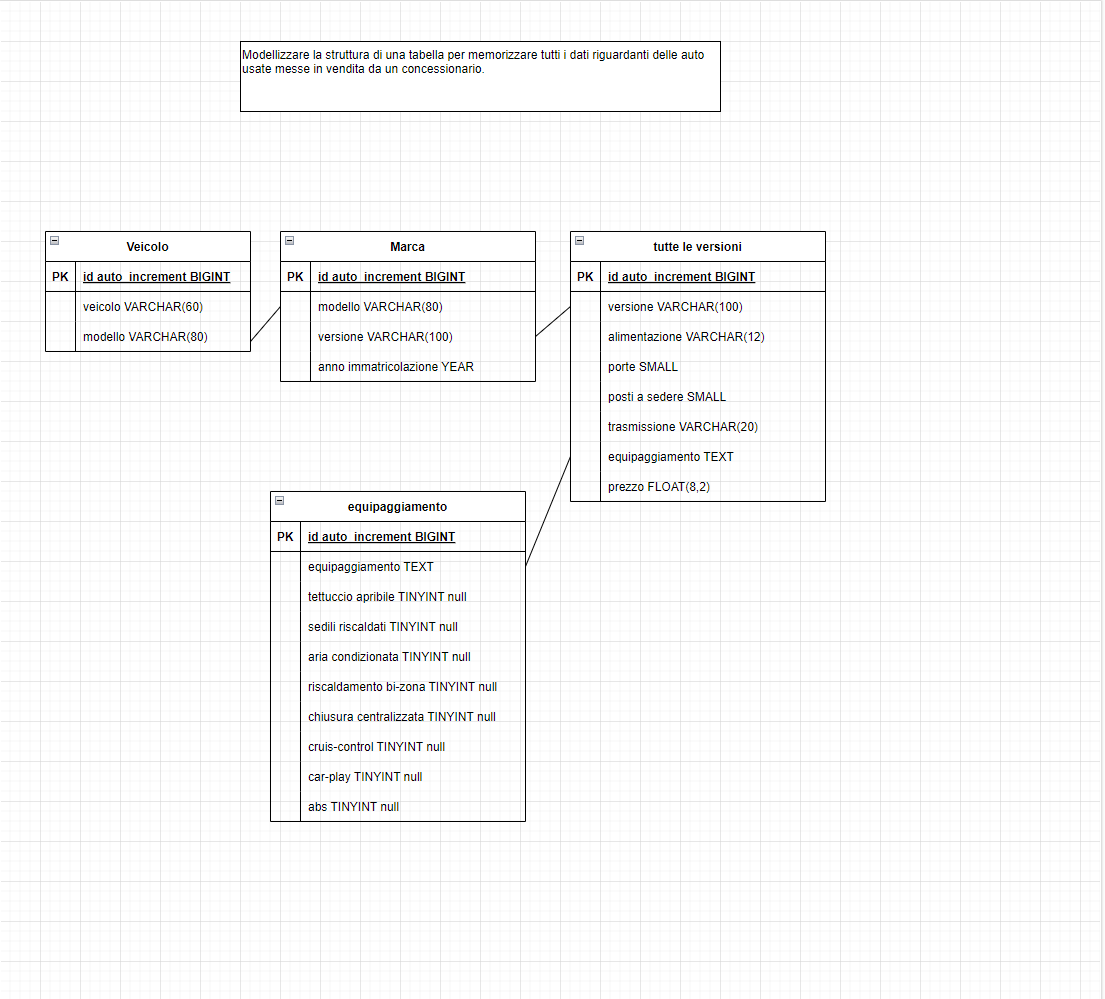 Modellizzare la struttura di una tabella per memorizzare tutti i dati riguardanti delle auto
usate messe in vendita da un concessionario.
Veicolo
PK id auto_increment BIGINT
veicolo VARCHAR(60)
modello VARCHAR(80)
Marca
PK id auto_increment BIGINT
modello VARCHAR(80)
versione VARCHAR(100)
anno immatricolazione YEAR
tutte le versioni
PK id auto_increment BIGINT
versione VARCHAR(100)
alimentazione VARCHAR(12)
porte SMALL
posti a sedere SMALL
trasmissione VARCHAR(20)
equipaggiamento TEXT
prezzo FLOAT(8,2)
equipaggiamento
PK id auto_increment BIGINT
equipaggiamento TEXT
tettuccio apribile TINYINT null
sedili riscaldati TINYINT null
aria condizionata TINYINT null
riscaldamento bi-zona TINYINT null
chiusura centralizzata TINYINT null
cruis-control TINYINT null
car-play TINYINT null
abs TINYINT null